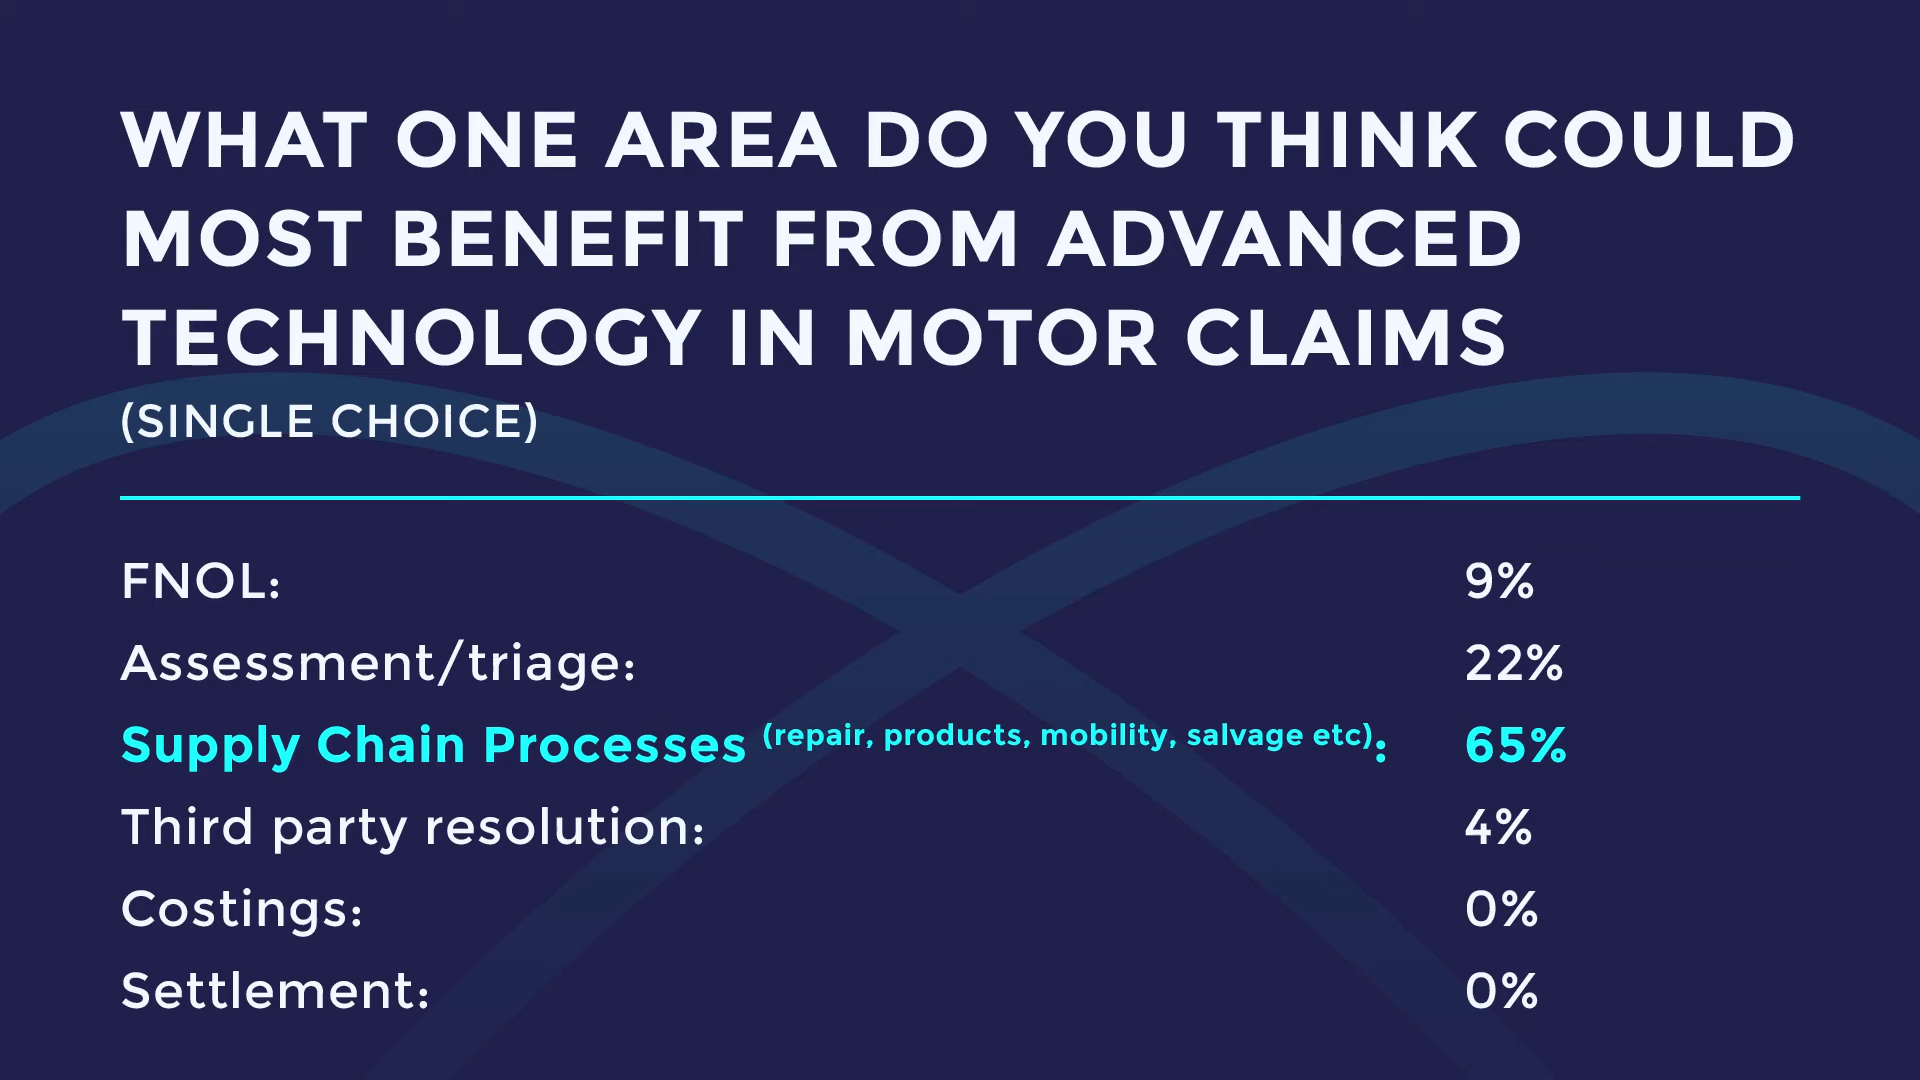 WHAT ONE AREA DO YOU THINK COULD
MOST BENEFIT FROM ADVANCED
TECHNOLOGY IN MOTOR CLAIMS
(SINGLE CHOICE)
FNOL: 9%
Assessment/triage: 22%
Supply Chain Processes (repair, products, mobility, salvage etc): 65%
Third party resolution: 4%
Costings: 0%
Settlement: 0%